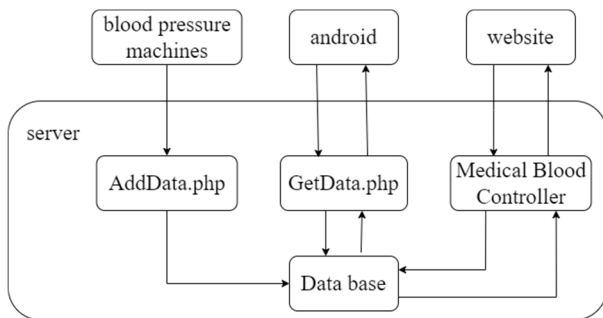 blood pressure
machines
android
website
server
AddData.php
GetData.php
Medical Blood
Controller
Data base